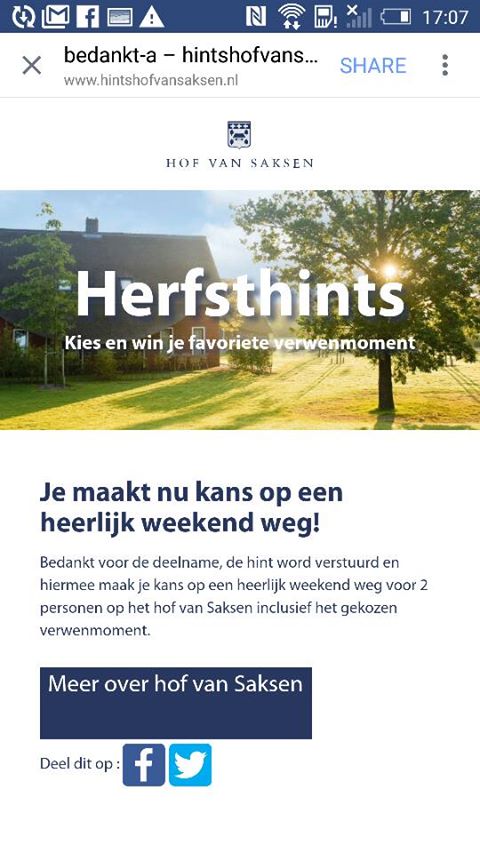 17:07
bedankt-a – hintshofvans...
www.hintshofvansaksen.nl
SHARE
HOF VAN SAKSEN
Herfsthints
Kies en win je favoriete verwenmoment
Je maakt nu kans op een
heerlijk weekend weg!
Bedankt voor de deelname, de hint word verstuurd en
hiermee maak je kans op een heerlijk weekend weg voor 2
personen op het hof van Saksen inclusief het gekozen
verwenmoment.
Meer over hof van Saksen
Deel dit op :